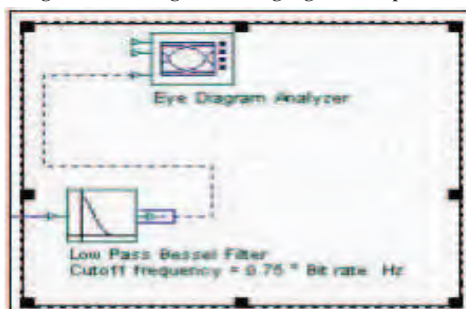 Eye Diagram Analyzer
Low Pass Bessel Filter
Cutoff frequency = 0.75 * Bit rate Hz